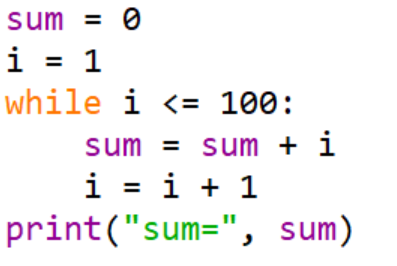 sum = 0
i = 1
while i <= 100:
    sum = sum + i
    i = i + 1
print("sum=", sum)